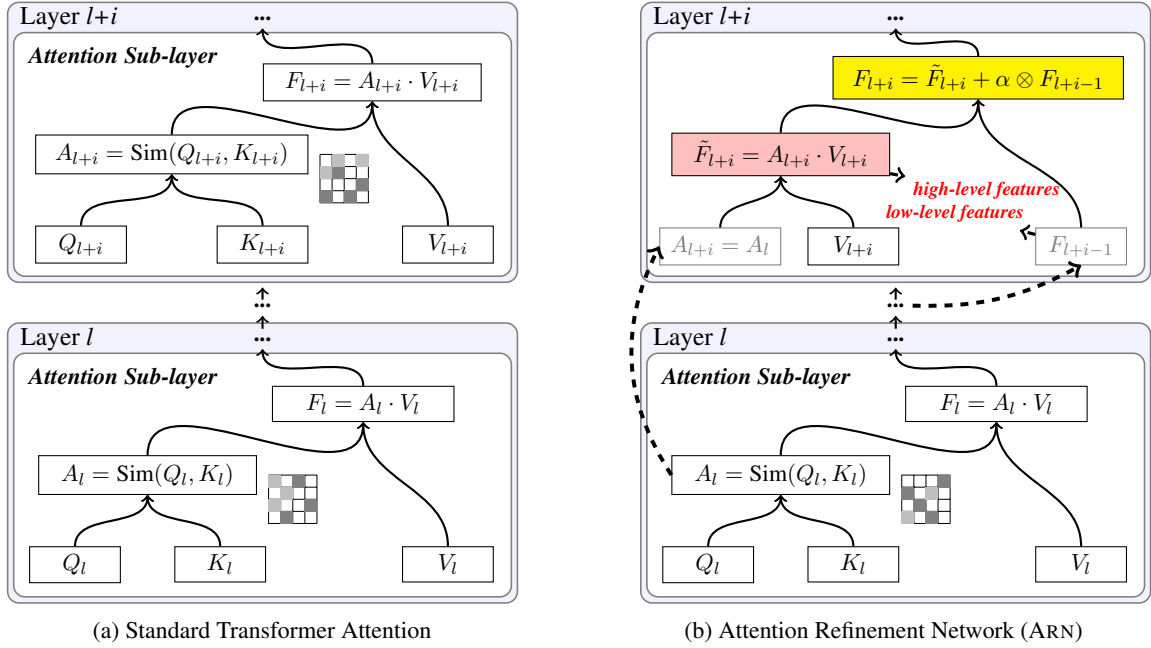 Layer l+i
...
Attention Sub-layer
F_{l+i} = A_{l+i} · V_{l+i}
A_{l+i} = Sim(Q_{l+i}, K_{l+i})
Q_{l+i}
K_{l+i}
V_{l+i}
...
Layer l
...
Attention Sub-layer
F_l = A_l · V_l
A_l = Sim(Q_l, K_l)
Q_l
K_l
V_l
(a) Standard Transformer Attention
Layer l+i
...
F_{l+i} = F̃_{l+i} + α ⊗ F_{l+i-1}
F̃_{l+i} = A_{l+i} · V_{l+i}
high-level features
low-level features
A_{l+i} = A_l
V_{l+i}
F_{l+i-1}
...
Layer l
...
Attention Sub-layer
F_l = A_l · V_l
A_l = Sim(Q_l, K_l)
Q_l
K_l
V_l
(b) Attention Refinement Network (ARN)